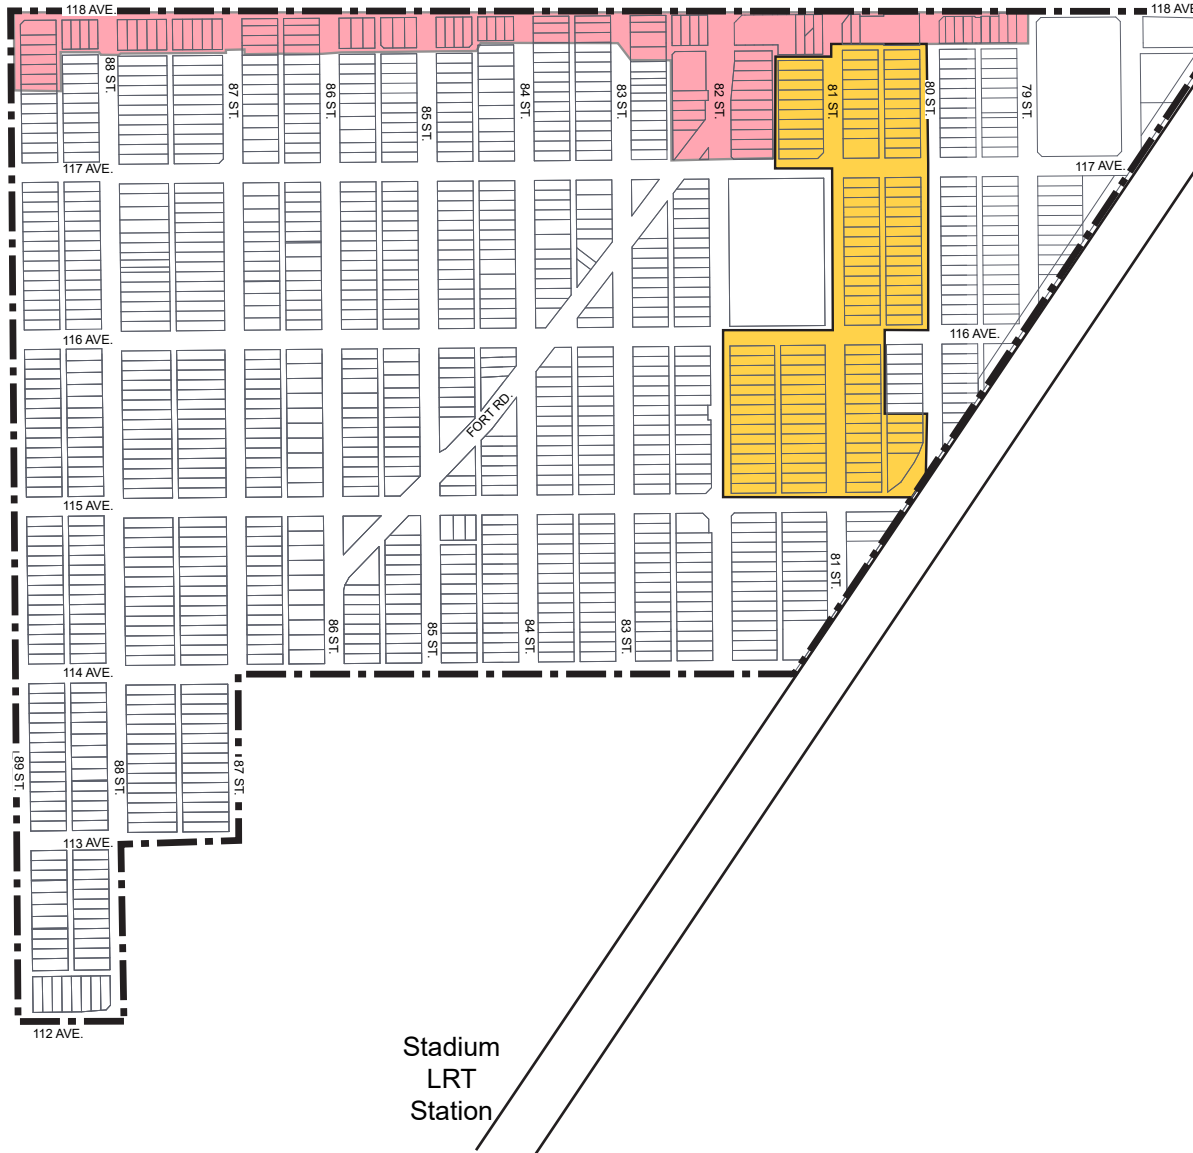 118 AVE.
118 AVE
88 ST.
87 ST.
86 ST.
85 ST.
84 ST.
83 ST.
82 ST.
81 ST.
80 ST.
79 ST.
117 AVE.
117 AVE.
116 AVE.
116 AVE.
FORT RD.
115 AVE.
86 ST.
85 ST.
84 ST.
83 ST.
81 ST.
114 AVE.
89 ST.
88 ST.
87 ST.
113 AVE.
112 AVE.
Stadium
LRT
Station